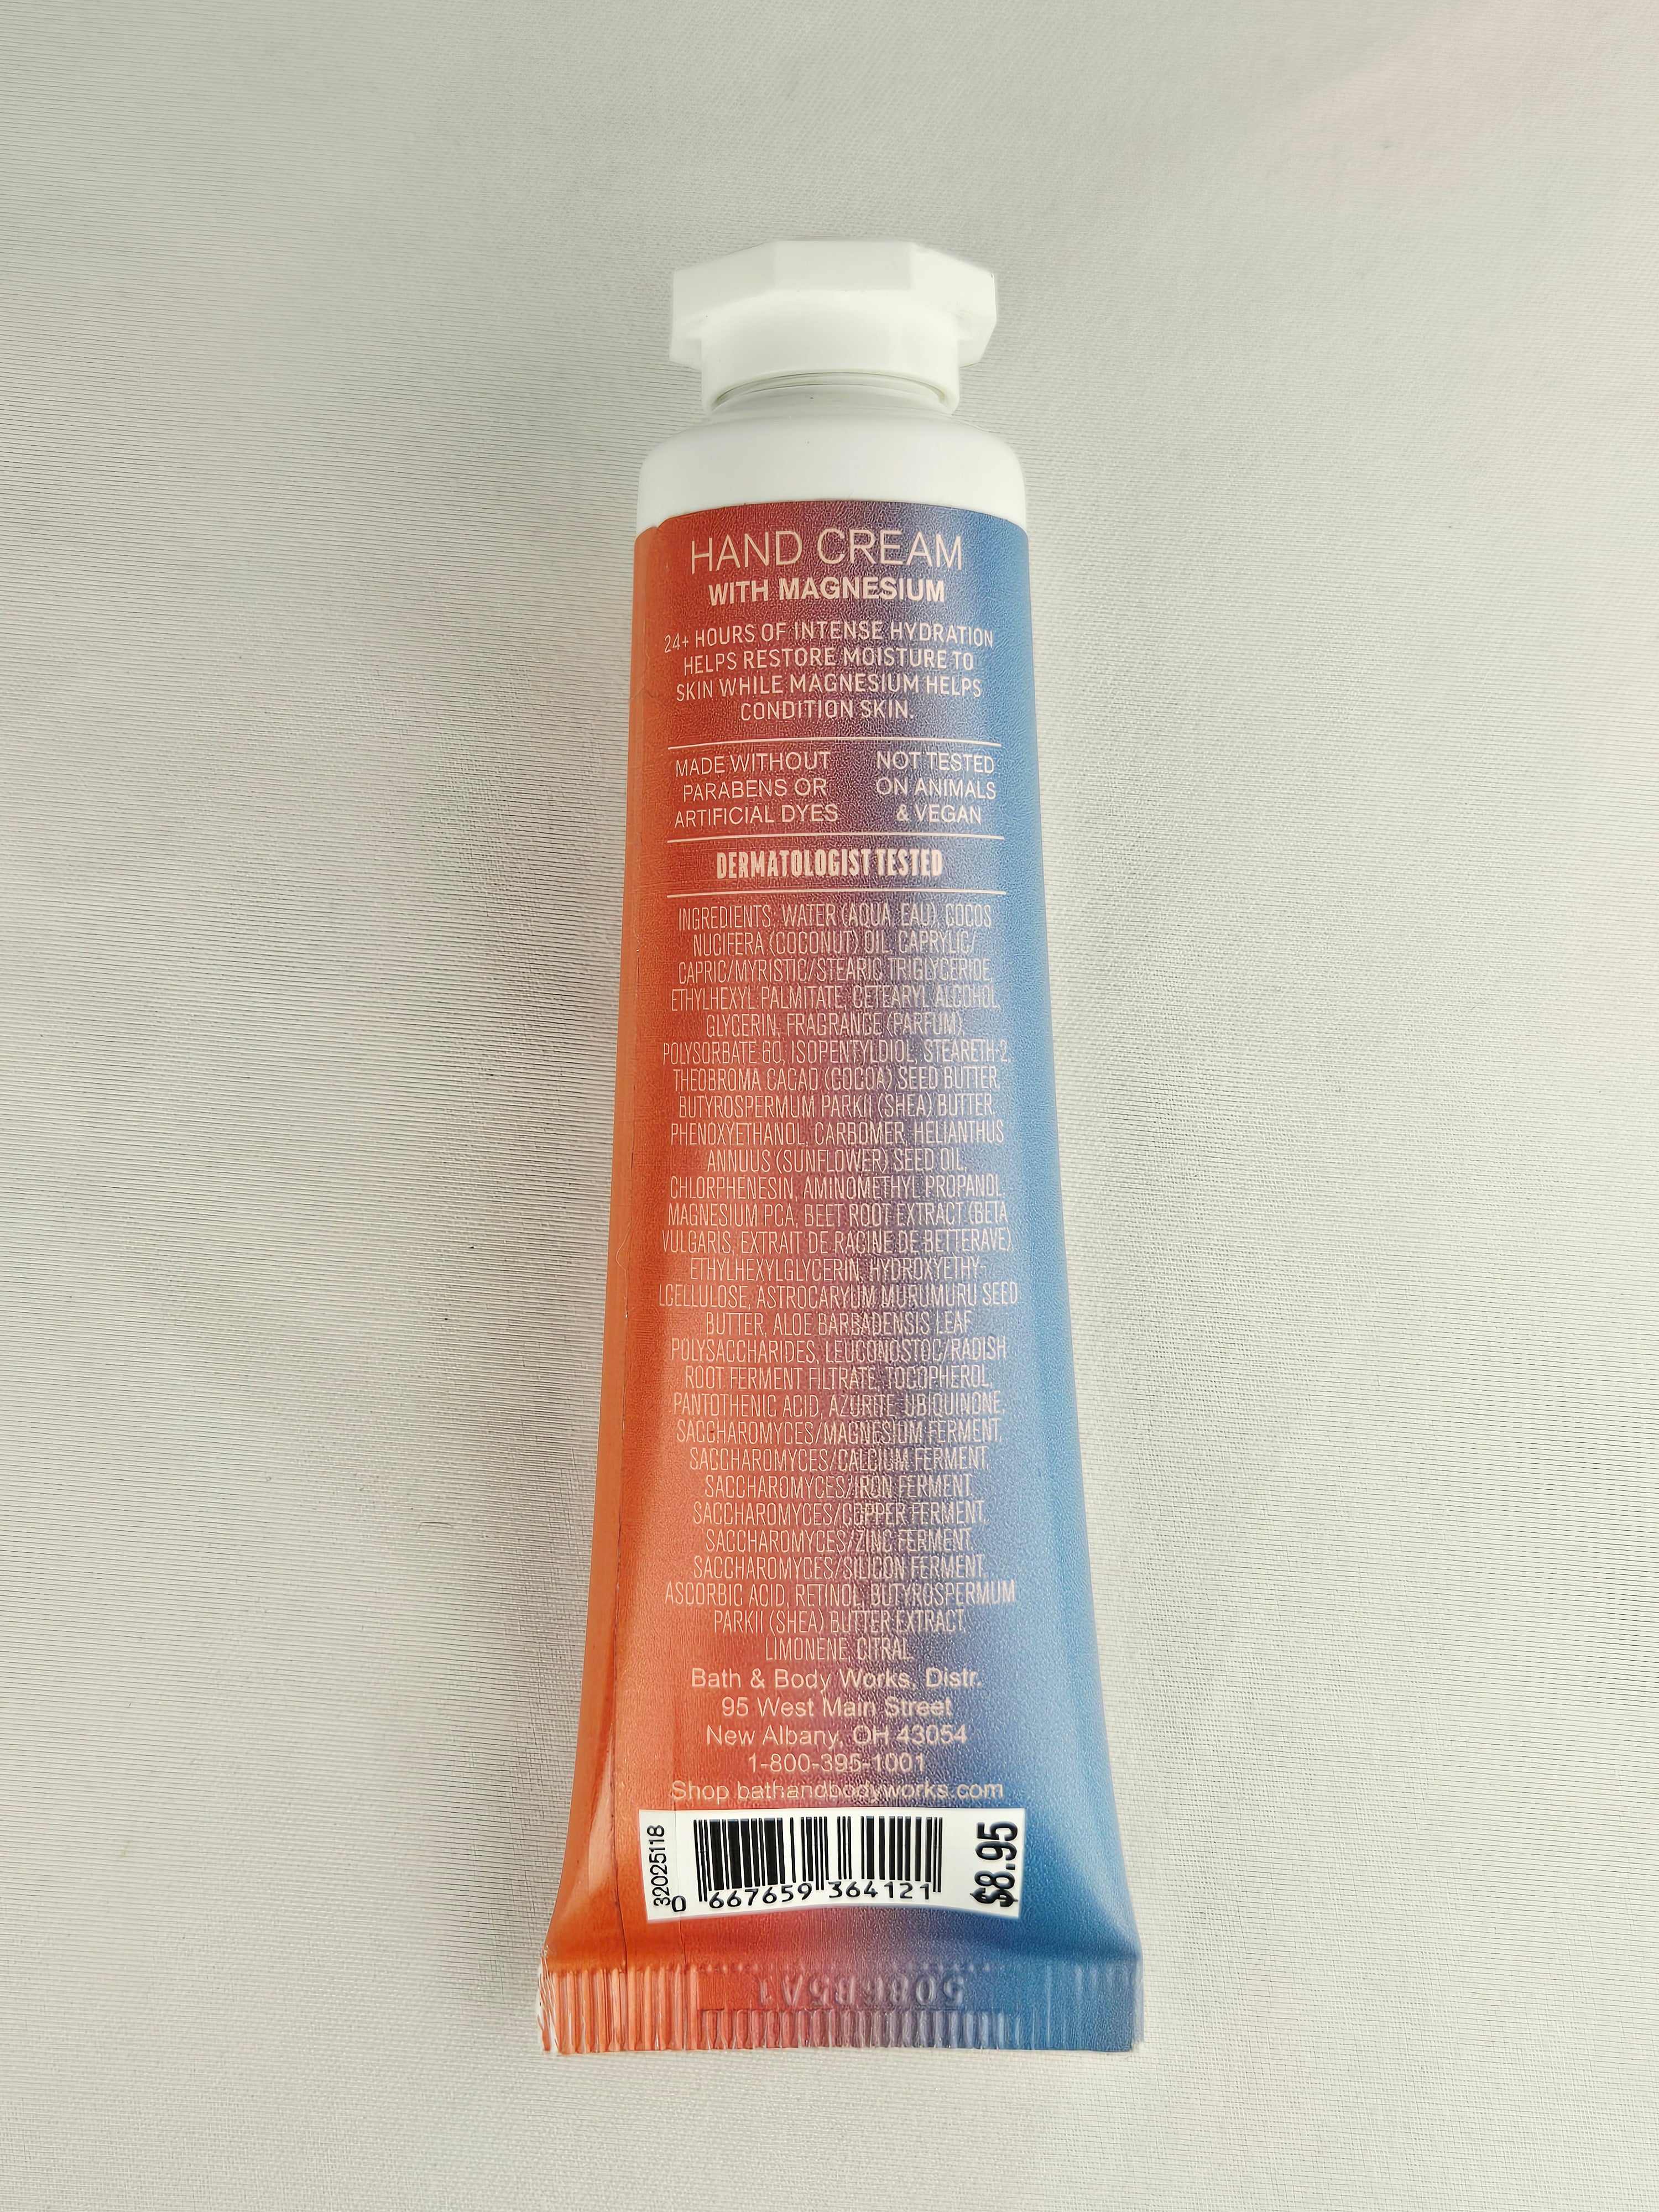 HAND CREAM
WITH MAGNESIUM
24+ HOURS OF INTENSE HYDRATION
HELPS RESTORE MOISTURE TO
SKIN WHILE MAGNESIUM HELPS
CONDITION SKIN.
MADE WITHOUT
PARABENS OR
ARTIFICIAL DYES
NOT TESTED
ON ANIMALS
& VEGAN
DERMATOLOGIST TESTED
INGREDIENTS: WATER (AQUA, EAU), COCOS
NUCIFERA (COCONUT) OIL, CAPRYLIC/
CAPRIC/MYRISTIC/STEARIC TRIGLYCERIDE,
ETHYLHEXYL PALMITATE, CETEARYL ALCOHOL,
GLYCERIN, FRAGRANCE (PARFUM),
POLYSORBATE 60, ISOPENTYLDIOL, STEARETH-2,
THEOBROMA CACAO (COCOA) SEED BUTTER,
BUTYROSPERMUM PARKII (SHEA) BUTTER,
PHENOXYETHANOL, CARBOMER, HELIANTHUS
ANNUUS (SUNFLOWER) SEED OIL,
CHLORPHENESIN, AMINOMETHYL PROPANOL,
MAGNESIUM PCA, BEET ROOT EXTRACT (BETA
VULGARIS, EXTRAIT DE RACINE DE BETTERAVE),
ETHYLHEXYLGLYCERIN, HYDROXYETHY-
LCELLULOSE, ASTROCARYUM MURUMURU SEED
BUTTER, ALOE BARBADENSIS LEAF
POLYSACCHARIDES, LEUCONOSTOC/RADISH
ROOT FERMENT FILTRATE, TOCOPHEROL,
PANTOTHENIC ACID, AZURITE, UBIQUINONE,
SACCHAROMYCES/MAGNESIUM FERMENT,
SACCHAROMYCES/CALCIUM FERMENT,
SACCHAROMYCES/IRON FERMENT,
SACCHAROMYCES/COPPER FERMENT,
SACCHAROMYCES/ZINC FERMENT,
SACCHAROMYCES/SILICON FERMENT,
ASCORBIC ACID, RETINOL, BUTYROSPERMUM
PARKII (SHEA) BUTTER EXTRACT,
LIMONENE, CITRAL.
Bath & Body Works, Distr.
95 West Main Street
New Albany, OH 43054
1-800-395-1001
Shop bathandbodyworks.com
32025118
0 667659 364121
$8.95